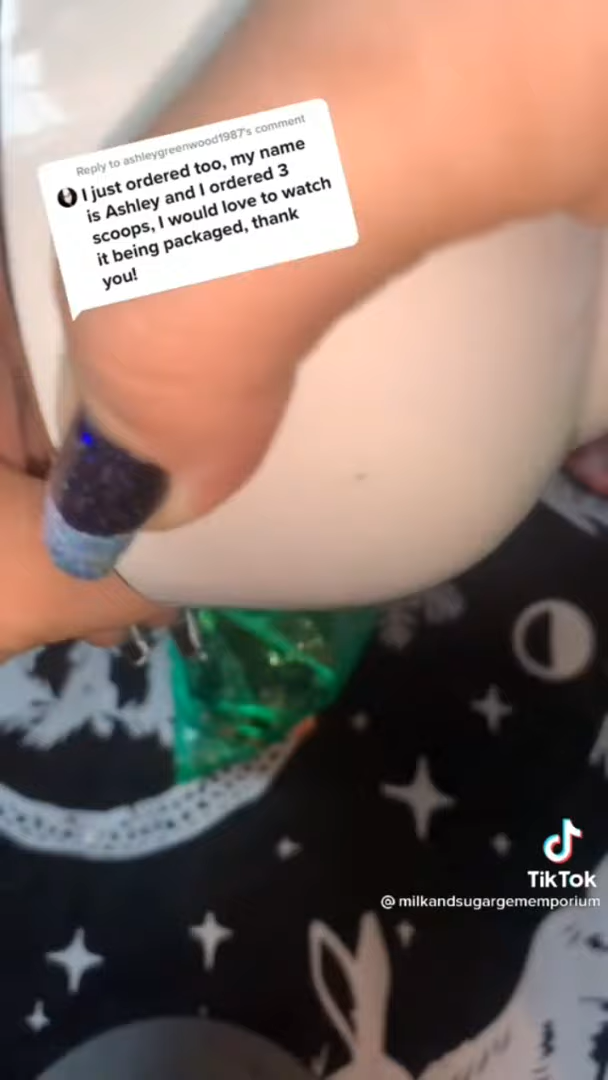 Reply to ashleygreenwood1987's comment
I just ordered too, my name
is Ashley and I ordered 3
scoops, I would love to watch
it being packaged, thank
you!
TikTok
@milkandsugargememporium